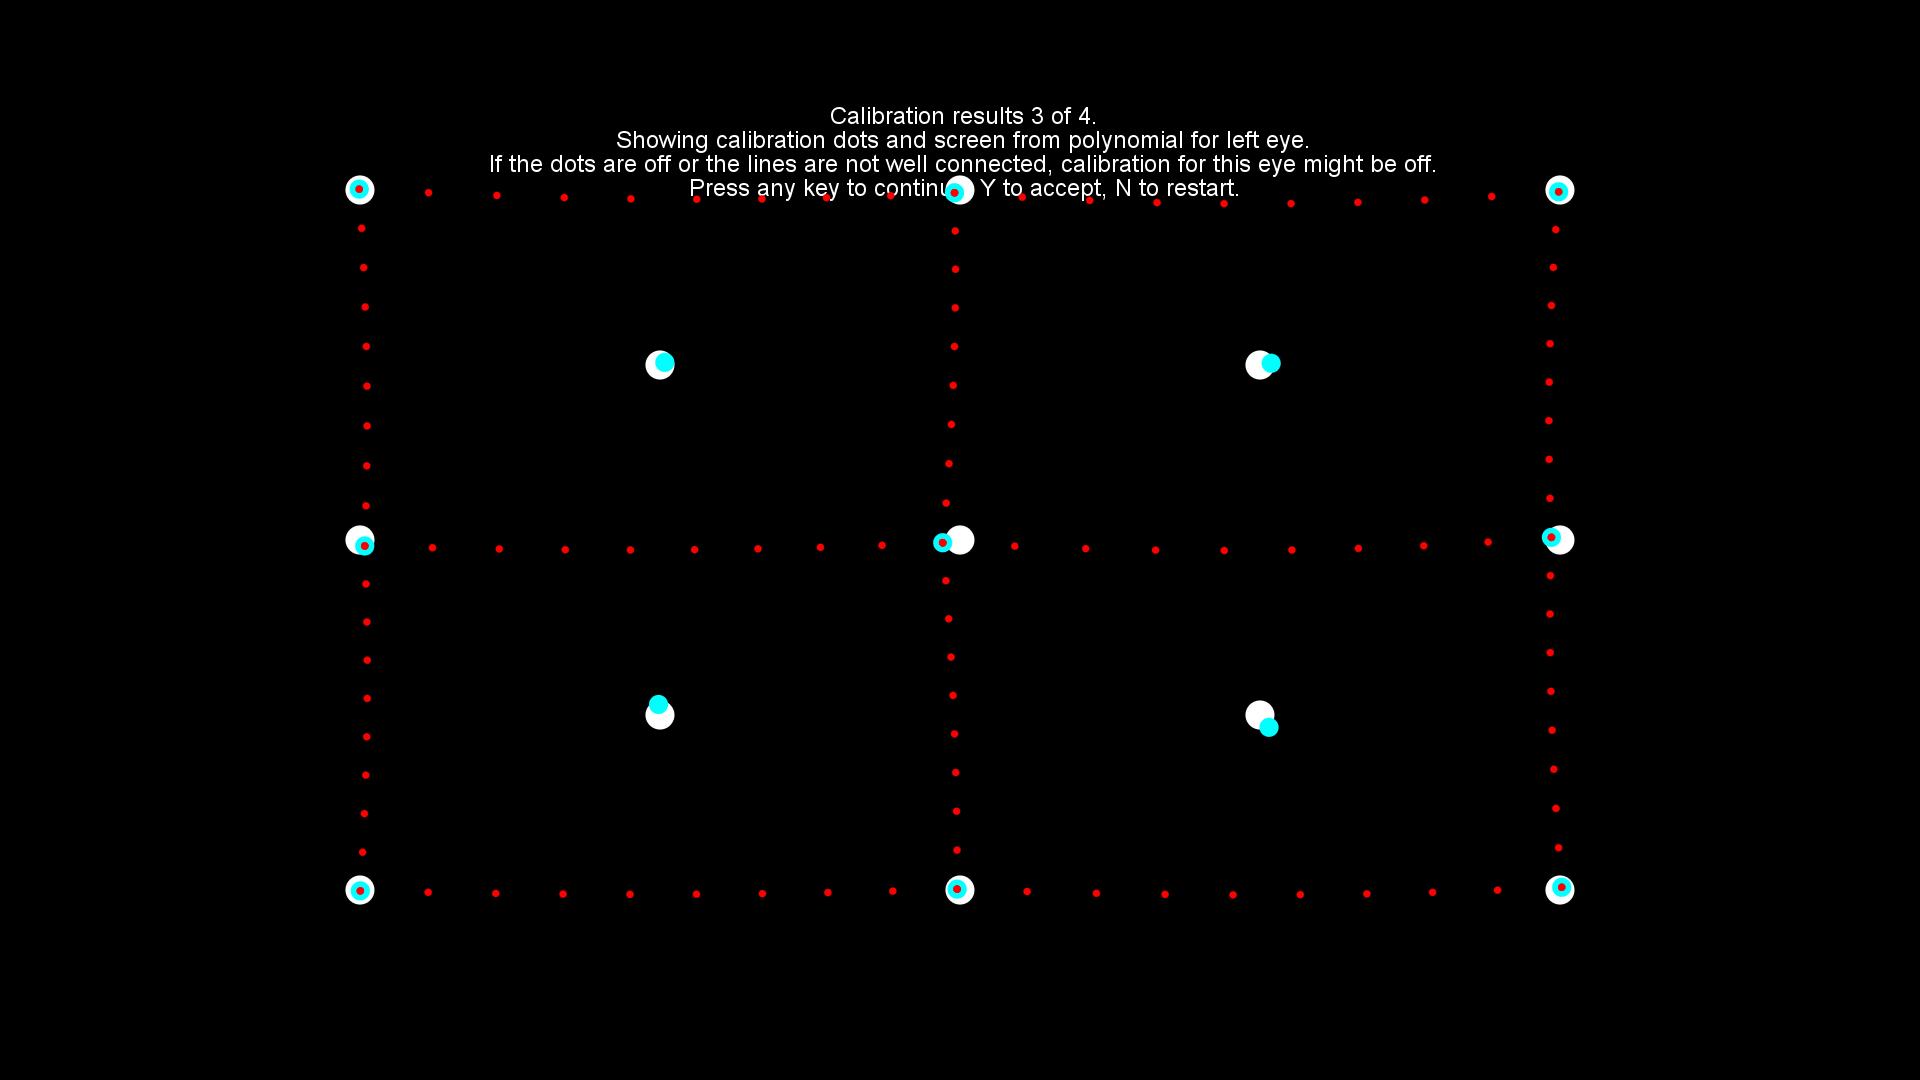 Calibration results 3 of 4.
Showing calibration dots and screen from polynomial for left eye.
If the dots are off or the lines are not well connected, calibration for this eye might be off.
Press any key to continue, Y to accept, N to restart.